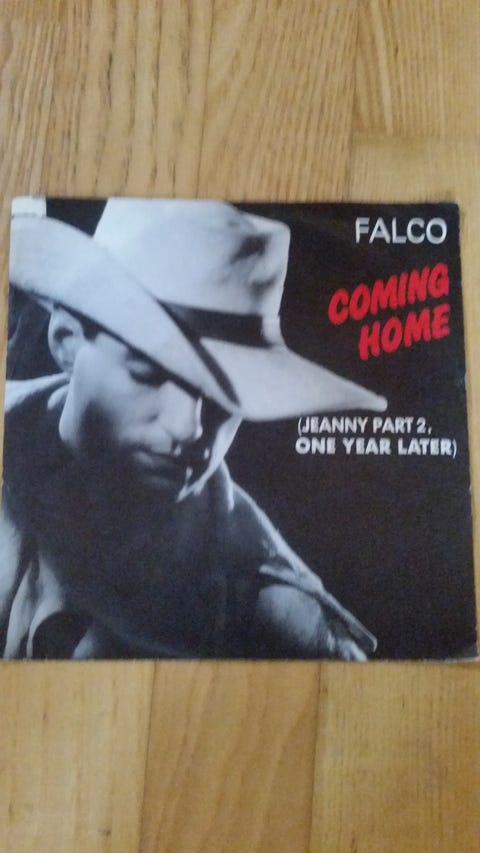 FALCO
COMING
HOME
(JEANNY PART 2,
ONE YEAR LATER)